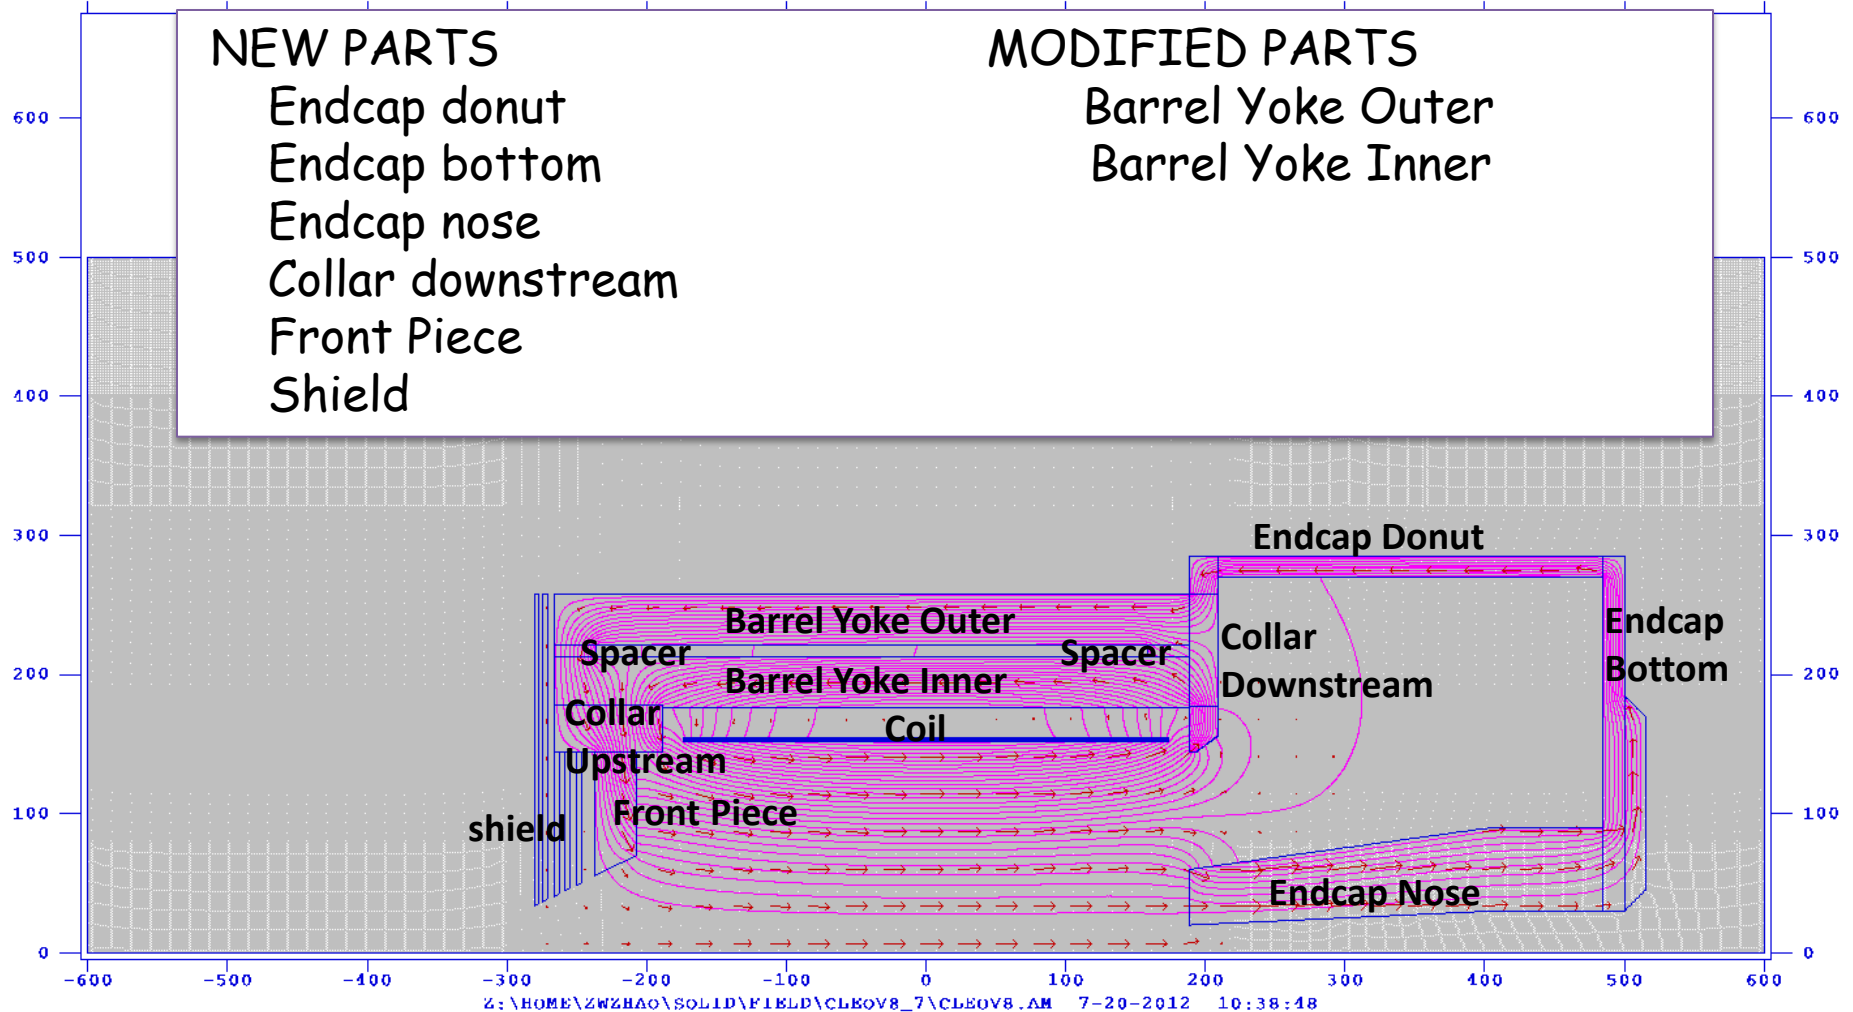 NEW PARTS
Endcap donut
Endcap bottom
Endcap nose
Collar downstream
Front Piece
Shield
MODIFIED PARTS
Barrel Yoke Outer
Barrel Yoke Inner
600
500
400
300
200
100
0
600
500
400
300
200
100
0
Endcap Donut
Barrel Yoke Outer
Spacer
Spacer
Barrel Yoke Inner
Collar
Upstream
Coil
Collar
Downstream
Endcap
Bottom
Front Piece
shield
Endcap Nose
-600 -500 -400 -300 -200 -100 0 100 200 300 400 500 600
Z:\HOME\ZWZHAO\SOLID\FIELD\CLEOV8_7\CLEOV8.AM 7-20-2012 10:38:48